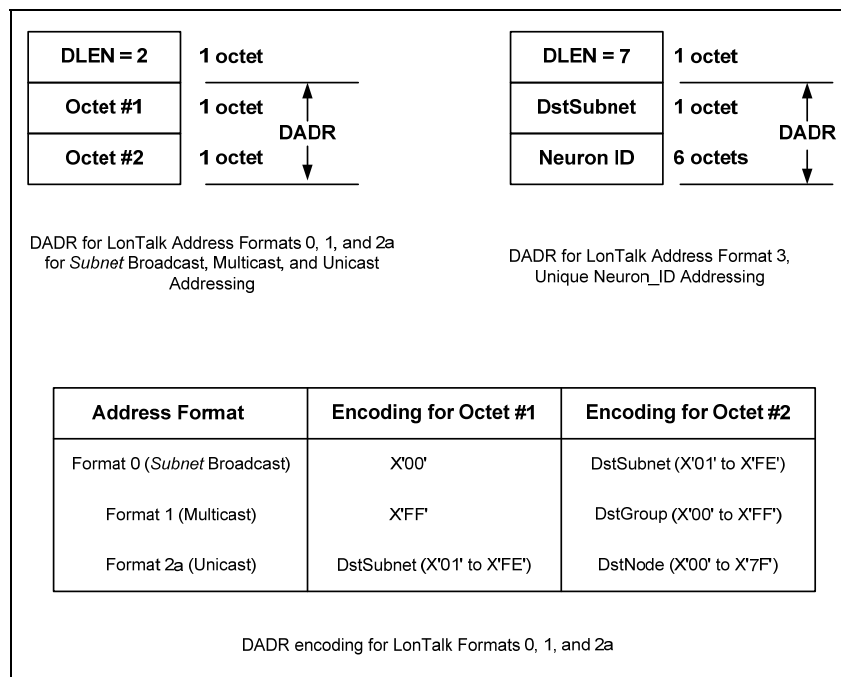 DLEN = 2 1 octet
Octet #1 1 octet
DADR
Octet #2 1 octet
DADR for LonTalk Address Formats 0, 1, and 2a
for Subnet Broadcast, Multicast, and Unicast
Addressing
DLEN = 7 1 octet
DstSubnet 1 octet
DADR
Neuron ID 6 octets
DADR for LonTalk Address Format 3,
Unique Neuron_ID Addressing
Address Format Encoding for Octet #1 Encoding for Octet #2
Format 0 (Subnet Broadcast) X'00' DstSubnet (X'01' to X'FE')
Format 1 (Multicast) X'FF' DstGroup (X'00' to X'FF')
Format 2a (Unicast) DstSubnet (X'01' to X'FE') DstNode (X'00' to X'7F')
DADR encoding for LonTalk Formats 0, 1, and 2a